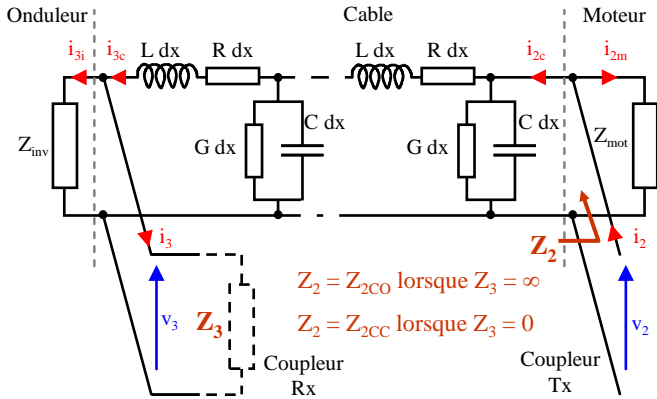 Onduleur Cable Moteur
i3i i3c L dx R dx L dx R dx i2c i2m
Zinv G dx C dx G dx C dx Zmot
i3 Z2 i2
Z2 = Z2CO lorsque Z3 = ∞
v3 Z3 Z2 = Z2CC lorsque Z3 = 0 v2
Coupleur Coupleur
Rx Tx